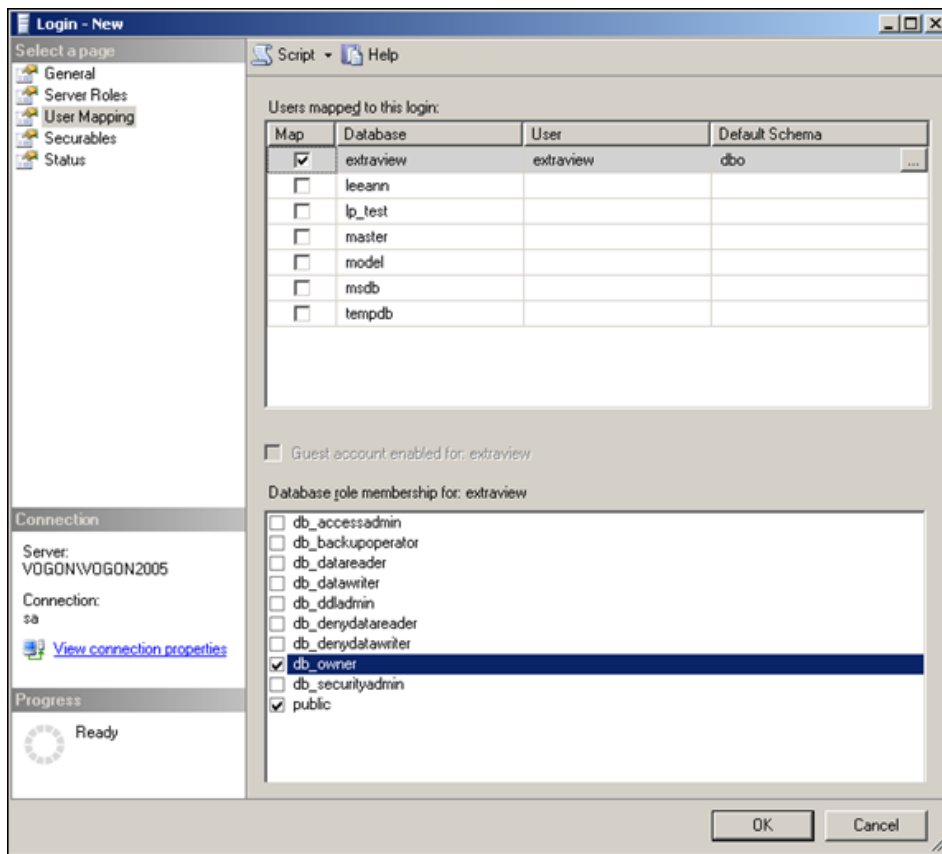 Login - New
Select a page
General
Server Roles
User Mapping
Securables
Status
Script Help
Users mapped to this login:
Map Database User Default Schema
extraview extraview dbo ...
leeann
lp_test
master
model
msdb
tempdb
Guest account enabled for: extraview
Database role membership for: extraview
db_accessadmin
db_backupoperator
db_datareader
db_datawriter
db_ddladmin
db_denydatareader
db_denydatawriter
db_owner
db_securityadmin
public
Connection
Server:
VOGON\VOGON2005
Connection:
sa
View connection properties
Progress
Ready
OK Cancel